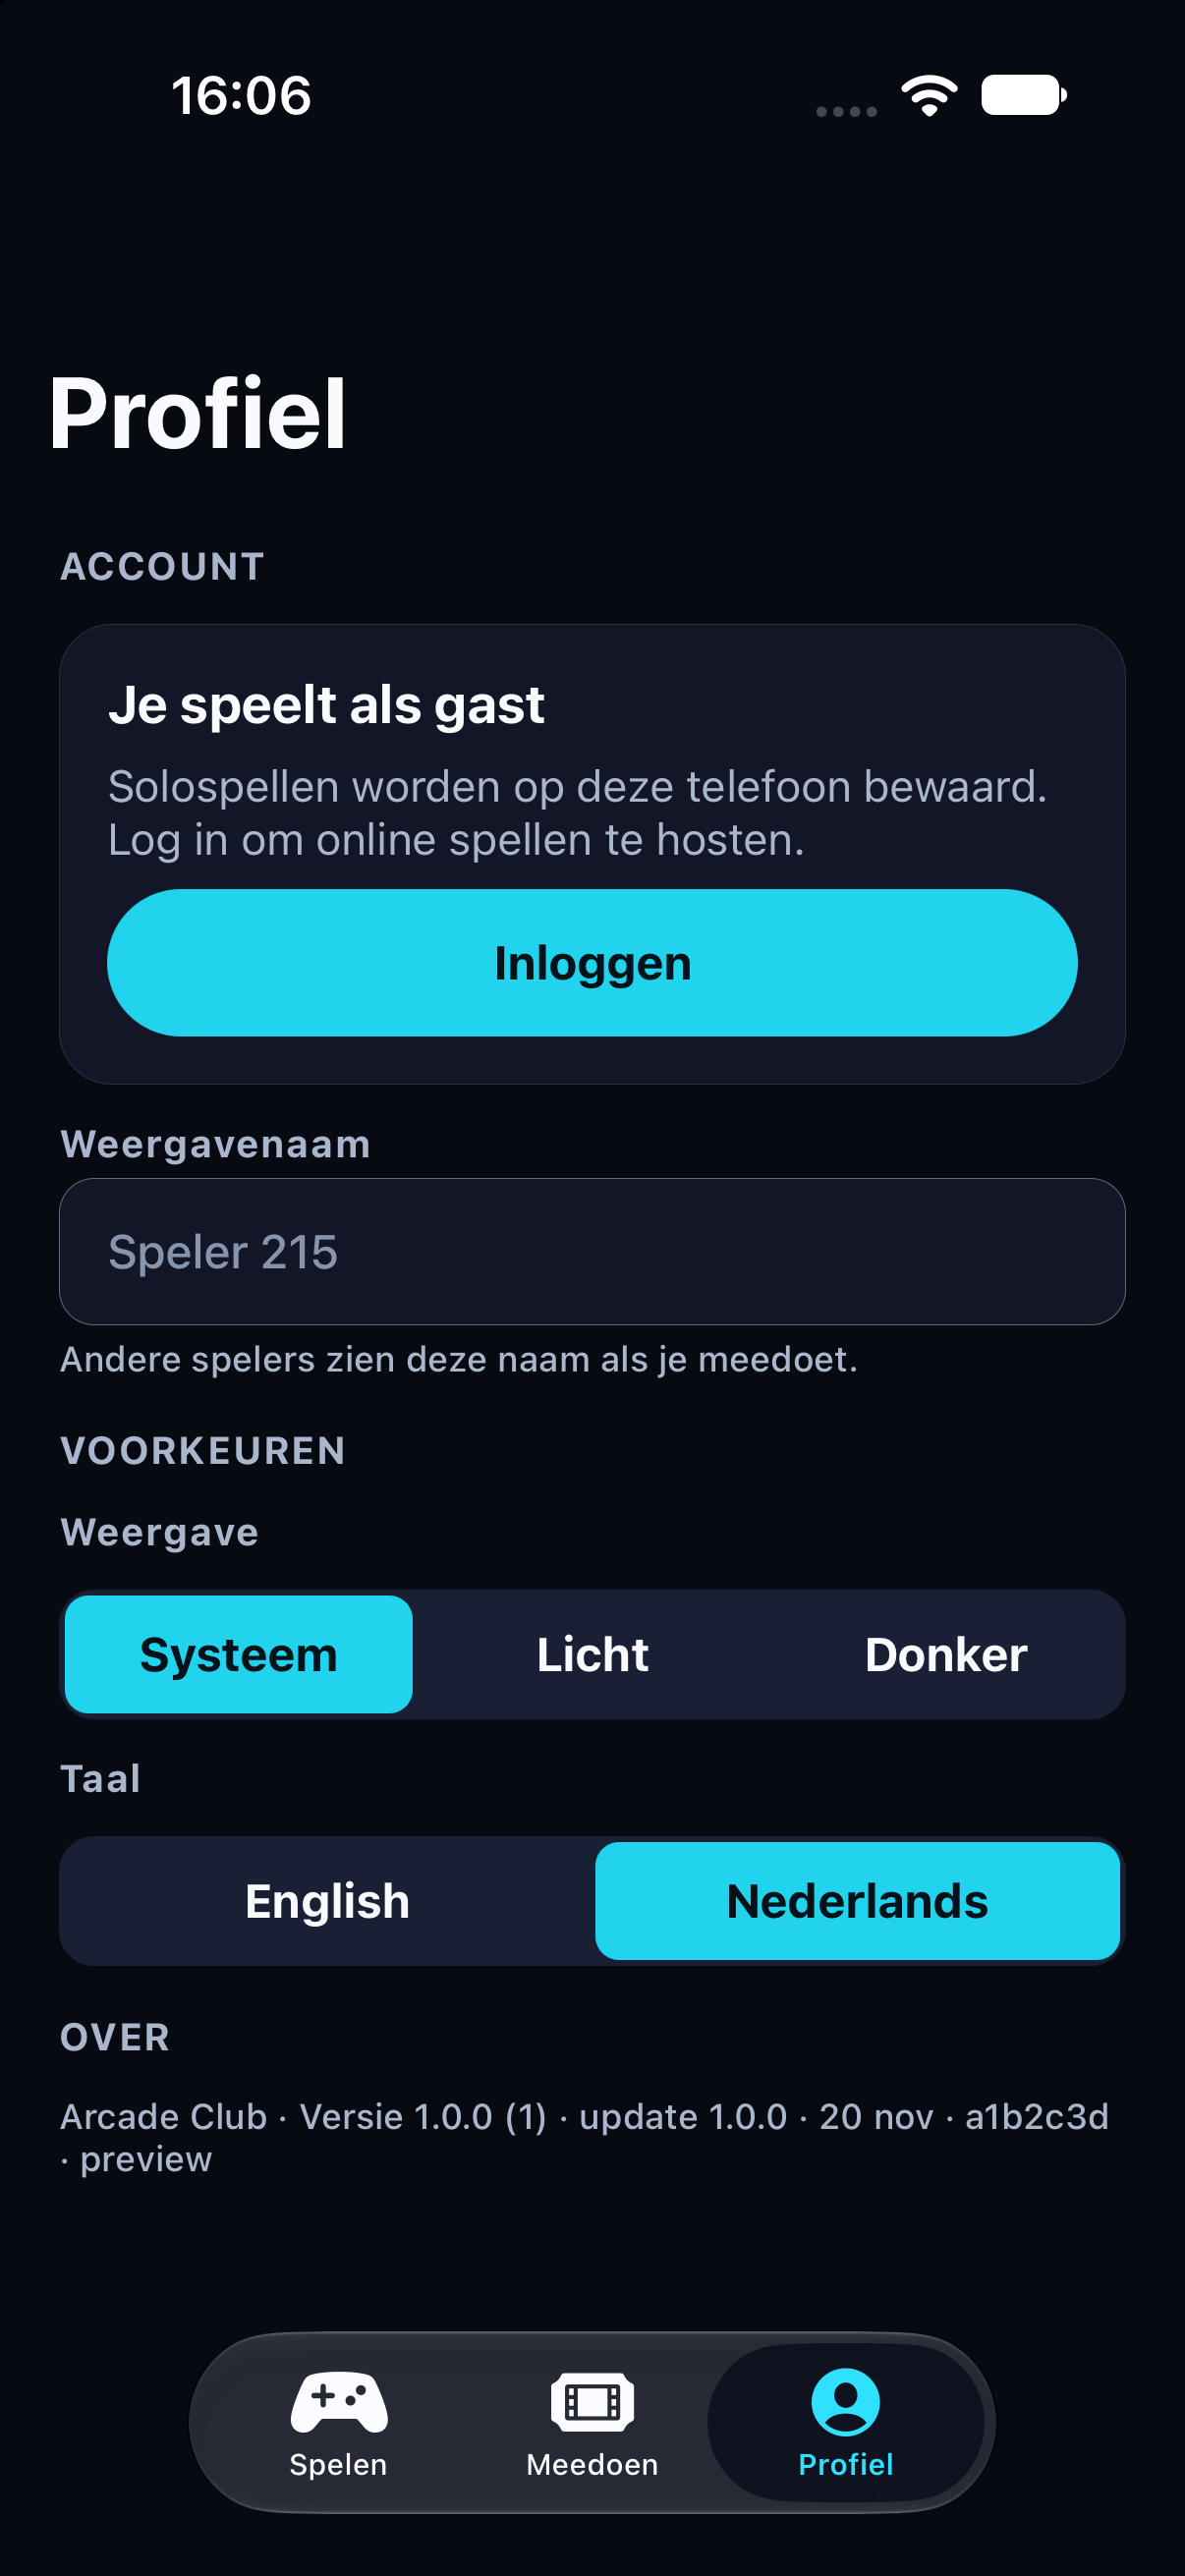 16:06
Profiel
ACCOUNT
Je speelt als gast
Solospellen worden op deze telefoon bewaard.
Log in om online spellen te hosten.
Inloggen
Weergavenaam
Speler 215
Andere spelers zien deze naam als je meedoet.
VOORKEUREN
Weergave
Systeem Licht Donker
Taal
English Nederlands
OVER
Arcade Club · Versie 1.0.0 (1) · update 1.0.0 · 20 nov · a1b2c3d
· preview
Spelen Meedoen Profiel